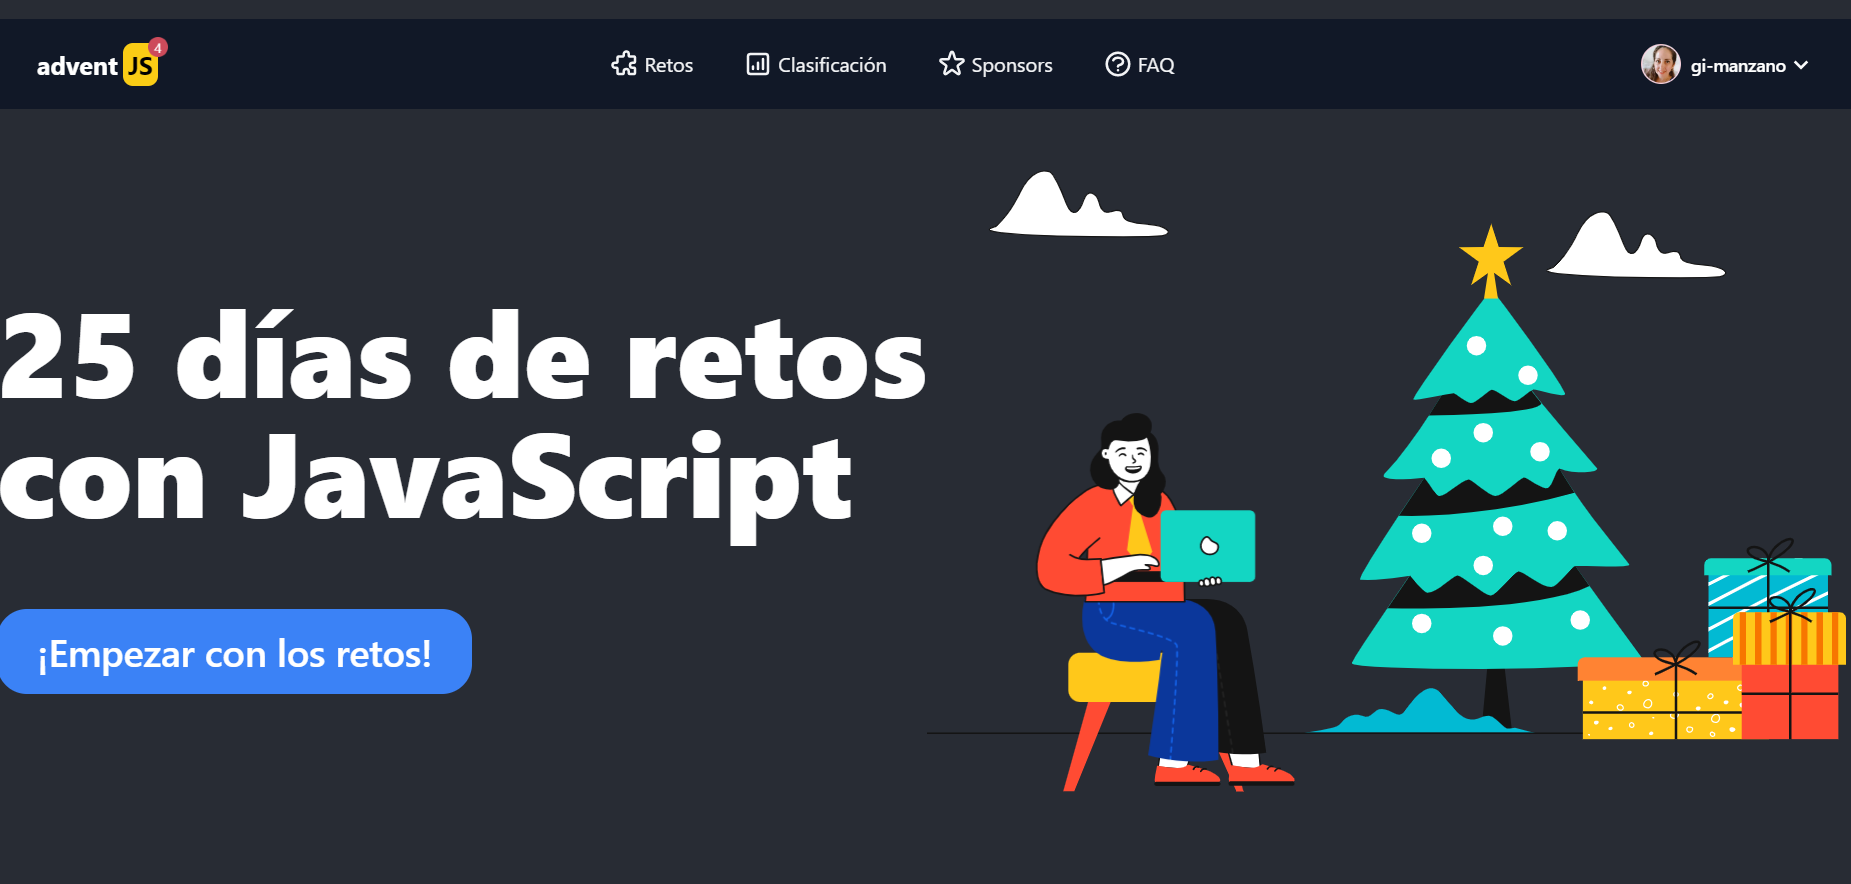 advent JS 4
Retos
Clasificación
Sponsors
FAQ
gi-manzano
25 días de retos
con JavaScript
¡Empezar con los retos!